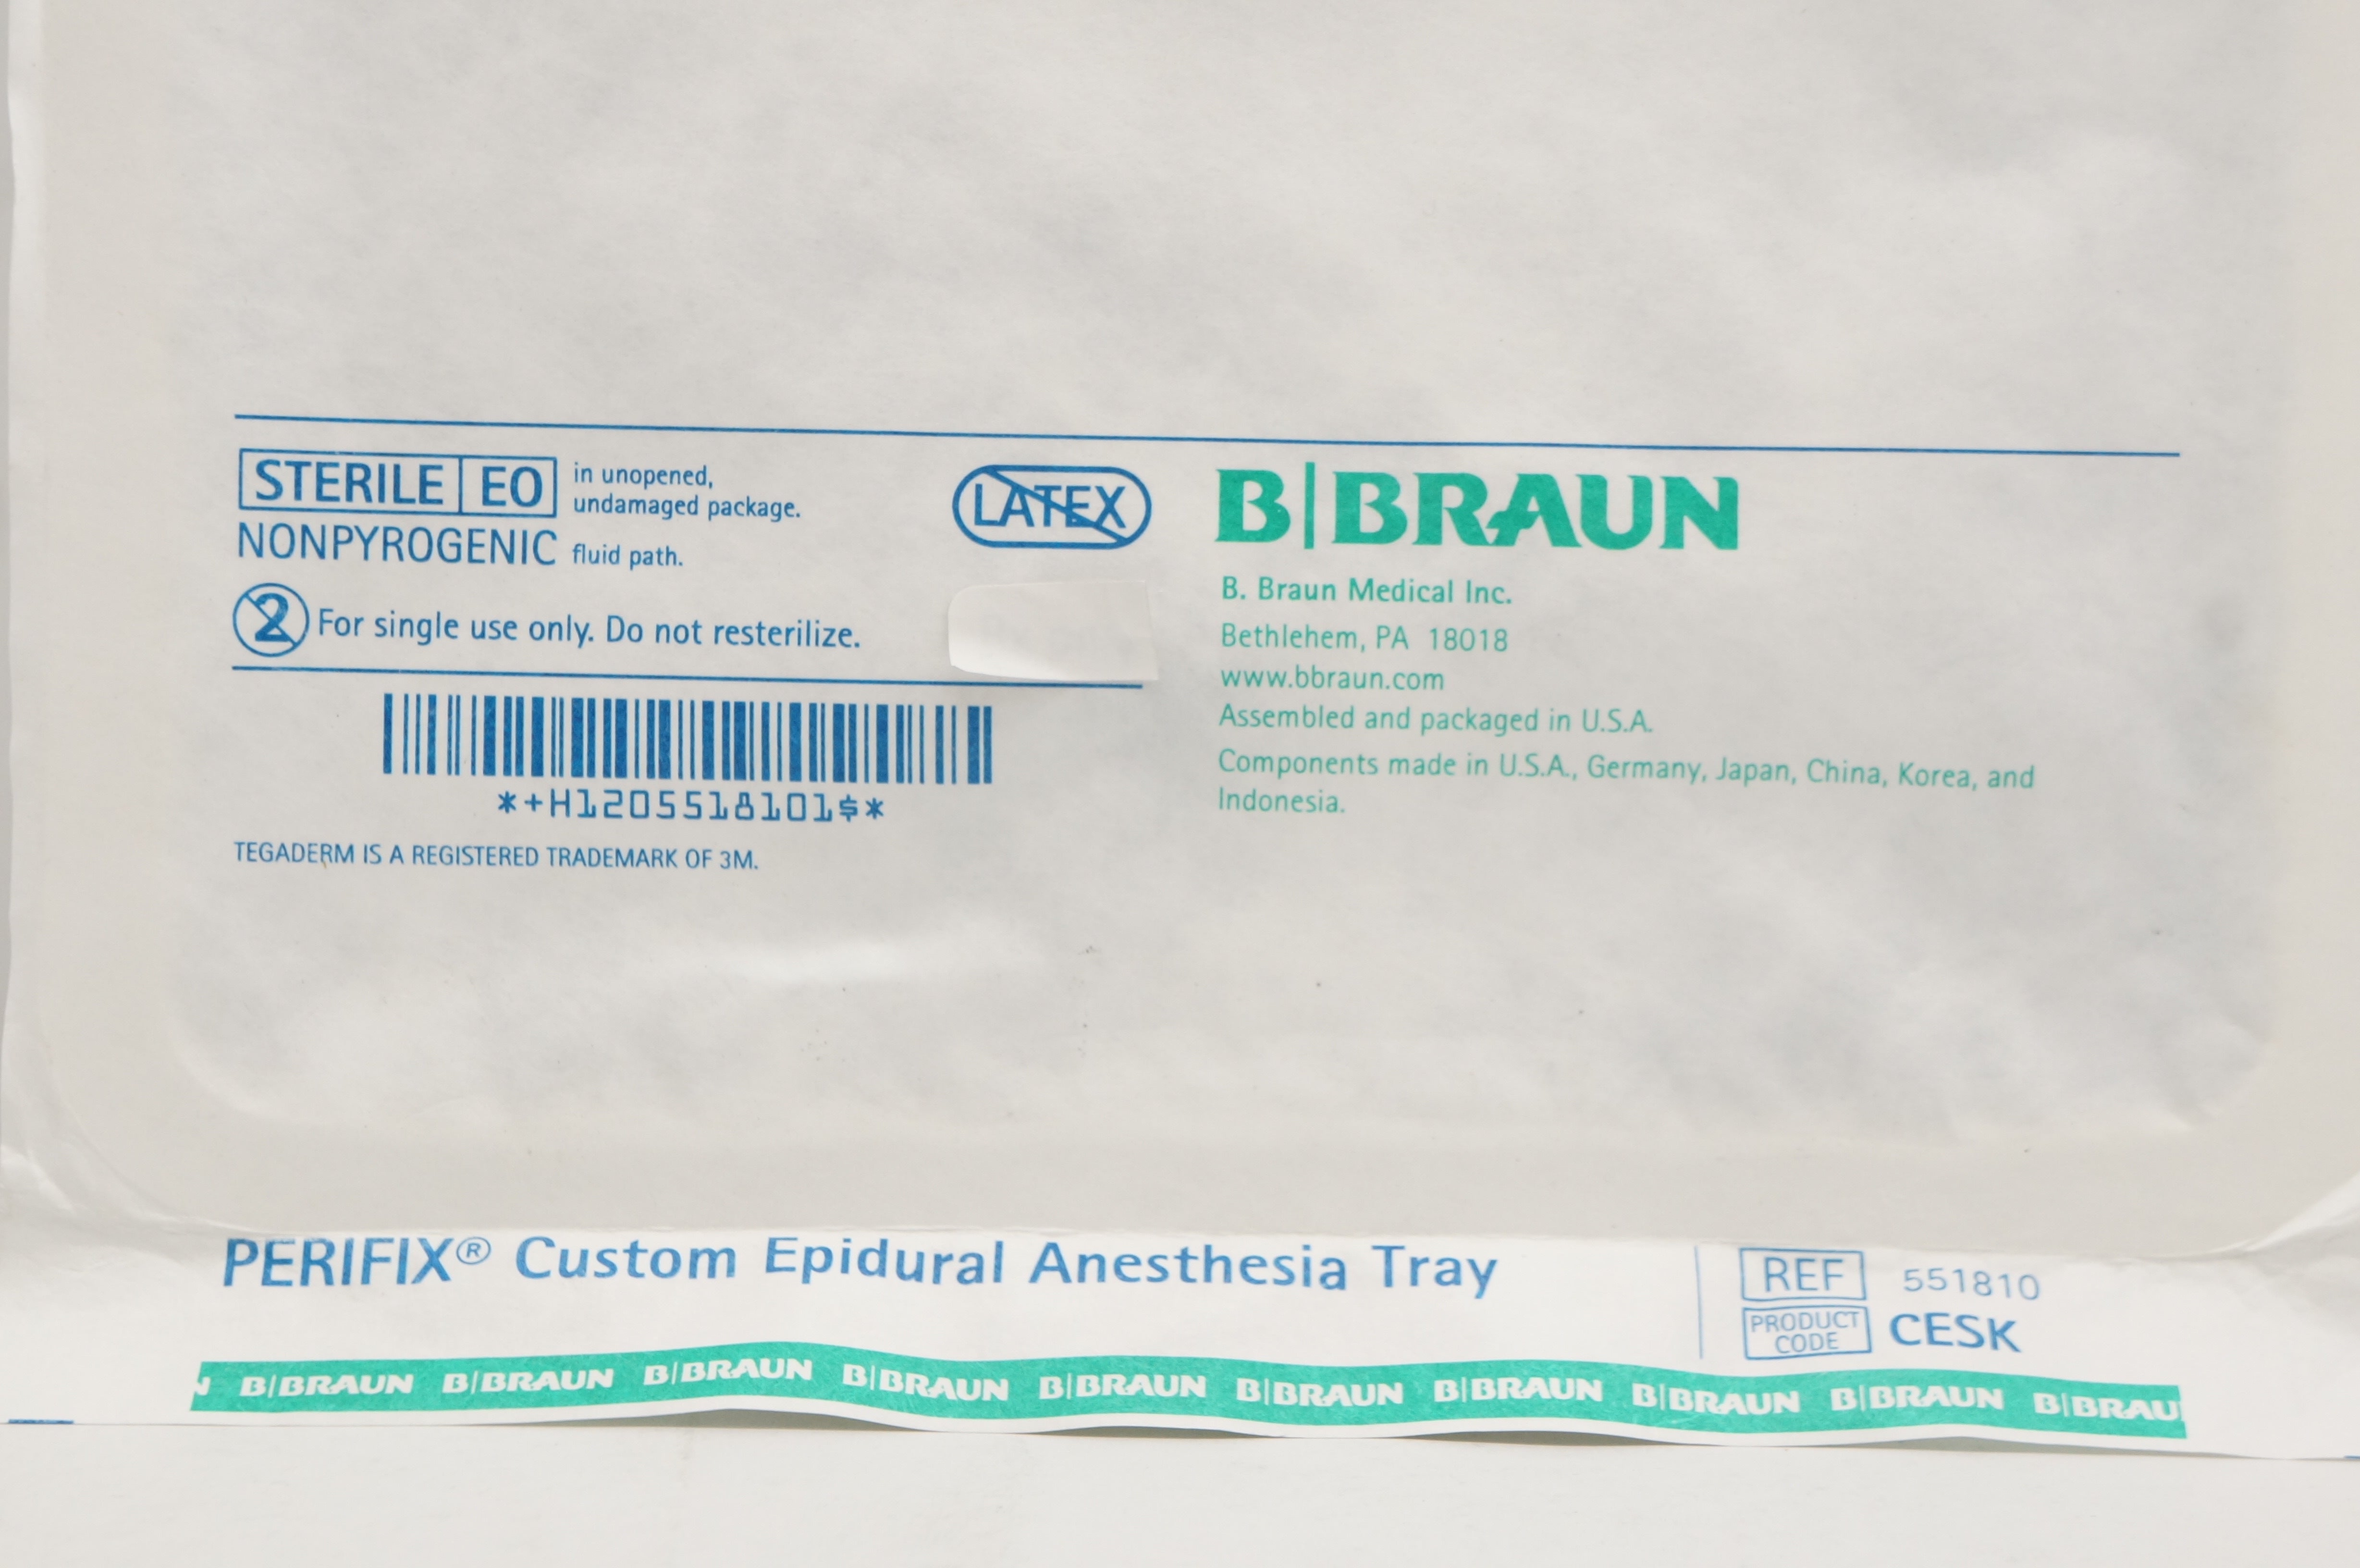 STERILE EO in unopened,
undamaged package.
NONPYROGENIC fluid path.
2 For single use only. Do not resterilize.
LATEX
*+H1205518101$*
TEGADERM IS A REGISTERED TRADEMARK OF 3M.
B|BRAUN
B. Braun Medical Inc.
Bethlehem, PA 18018
www.bbraun.com
Assembled and packaged in U.S.A.
Components made in U.S.A., Germany, Japan, China, Korea, and
Indonesia.
PERIFIX® Custom Epidural Anesthesia Tray
REF 551810
PRODUCT
CODE CESK
N B|BRAUN B|BRAUN B|BRAUN B|BRAUN B|BRAUN B|BRAUN B|BRAUN B|BRAUN B|BRAUN B|BRAU